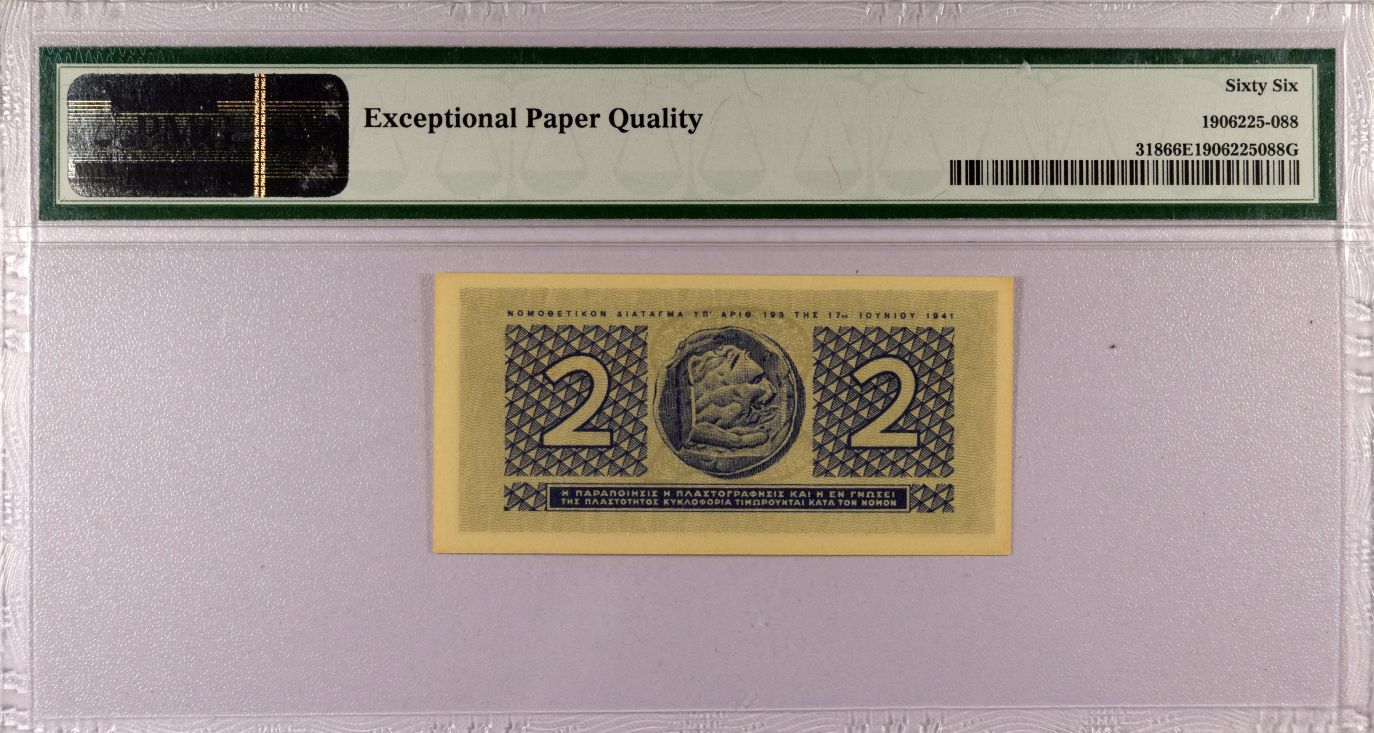 Sixty Six
Exceptional Paper Quality
1906225-088
31866E1906225088G
ΝΟΜΟΘΕΤΙΚΟΝ ΔΙΑΤΑΓΜΑ ΥΠ' ΑΡΙΘ. 193 ΤΗΣ 17ης ΙΟΥΝΙΟΥ 1941
2 2
Η ΠΑΡΑΠΟΙΗΣΙΣ Η ΠΛΑΣΤΟΓΡΑΦΗΣΙΣ ΚΑΙ Η ΕΝ ΓΝΩΣΕΙ
ΤΗΣ ΠΛΑΣΤΟΤΗΤΟΣ ΚΥΚΛΟΦΟΡΙΑ ΤΙΜΩΡΟΥΝΤΑΙ ΚΑΤΑ ΤΟΝ ΝΟΜΟΝ